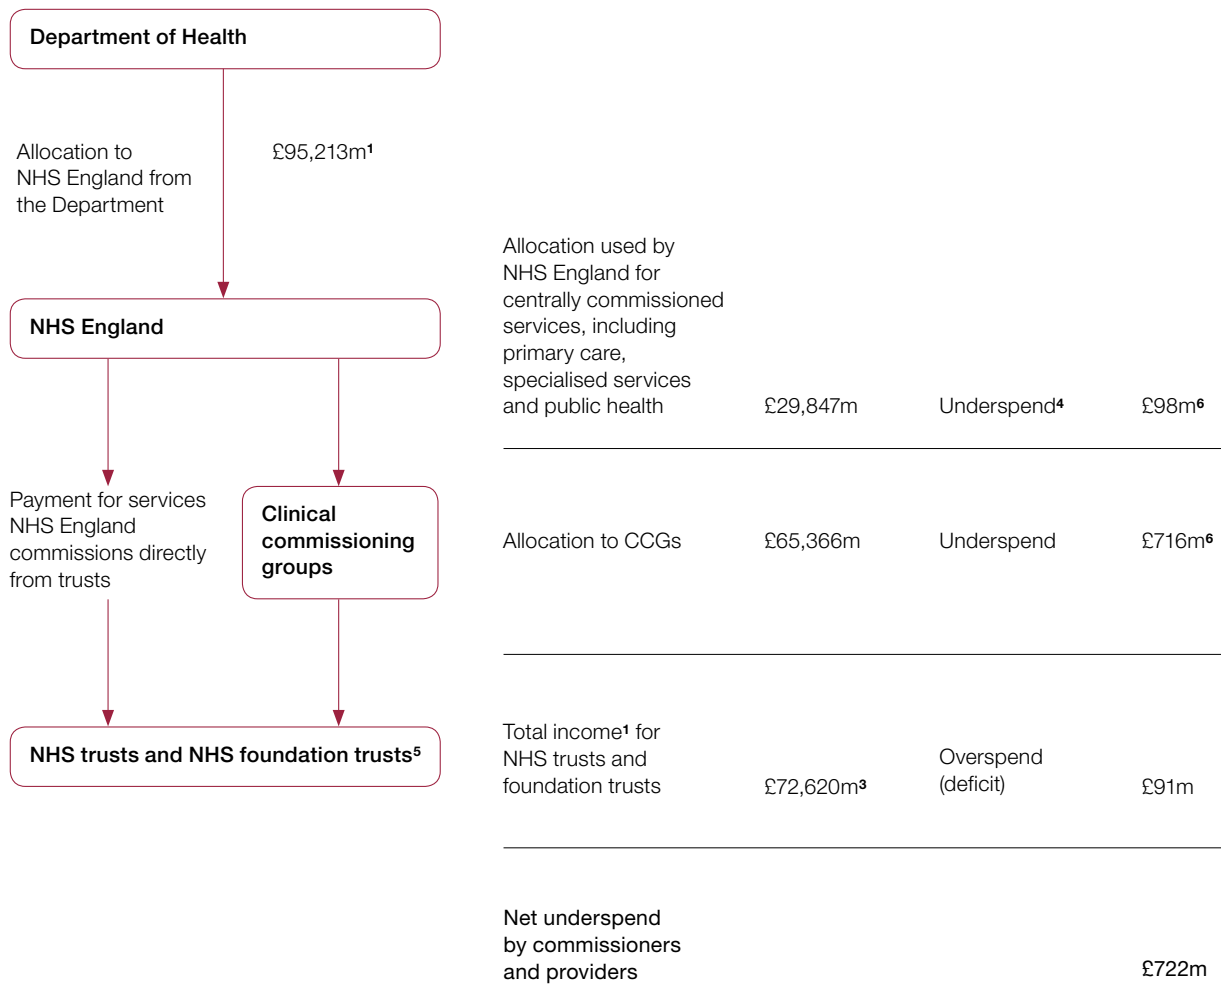 Department of Health
Allocation to
NHS England from
the Department
£95,213m¹
NHS England
Allocation used by
NHS England for
centrally commissioned
services, including
primary care,
specialised services
and public health
£29,847m
Underspend⁴
£98m⁶
Payment for services
NHS England
commissions directly
from trusts
Clinical
commissioning
groups
Allocation to CCGs
£65,366m
Underspend
£716m⁶
NHS trusts and NHS foundation trusts⁵
Total income¹ for
NHS trusts and
foundation trusts
£72,620m³
Overspend
(deficit)
£91m
Net underspend
by commissioners
and providers
£722m